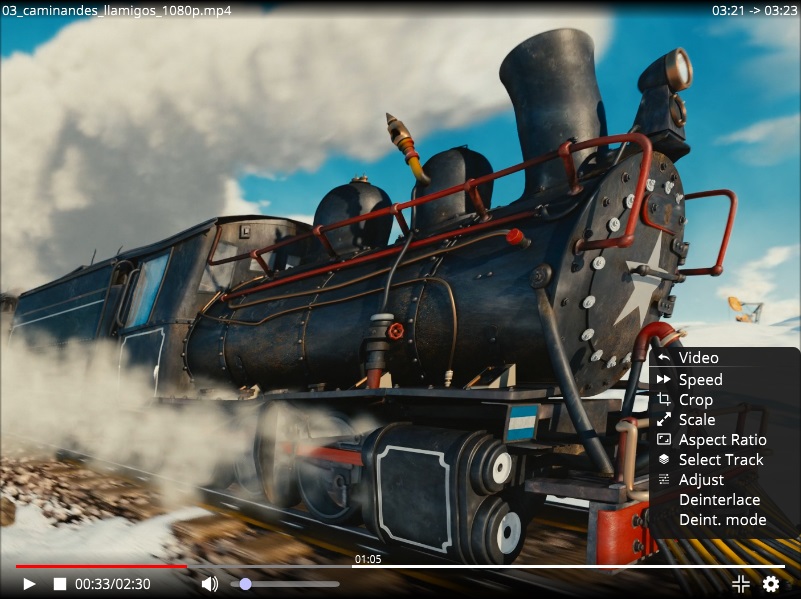 03_caminandes_llamigos_1080p.mp4
03:21 -> 03:23
Video
Speed
Crop
Scale
Aspect Ratio
Select Track
Adjust
Deinterlace
Deint. mode
01:05
00:33/02:30